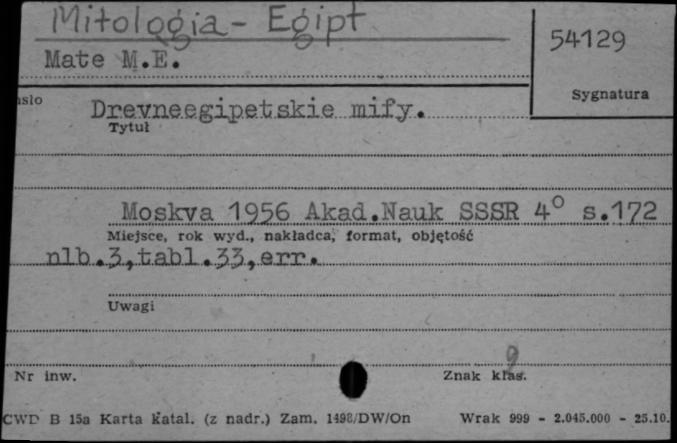 Mitologia - Egipt
54129
Mate M.E.
Sygnatura
asło
Drevneegipetskie mify.
Tytuł
Moskva 1956 Akad.Nauk SSSR 4° s.172
Miejsce, rok wyd., nakładca, format, objętość
nlb.3,tabl.33,err.
Uwagi
9
Nr inw.
Znak klas.
CWD B 15a Karta katal. (z nadr.) Zam. 1498/DW/On Wrak 999 - 2.045.000 - 25.10.